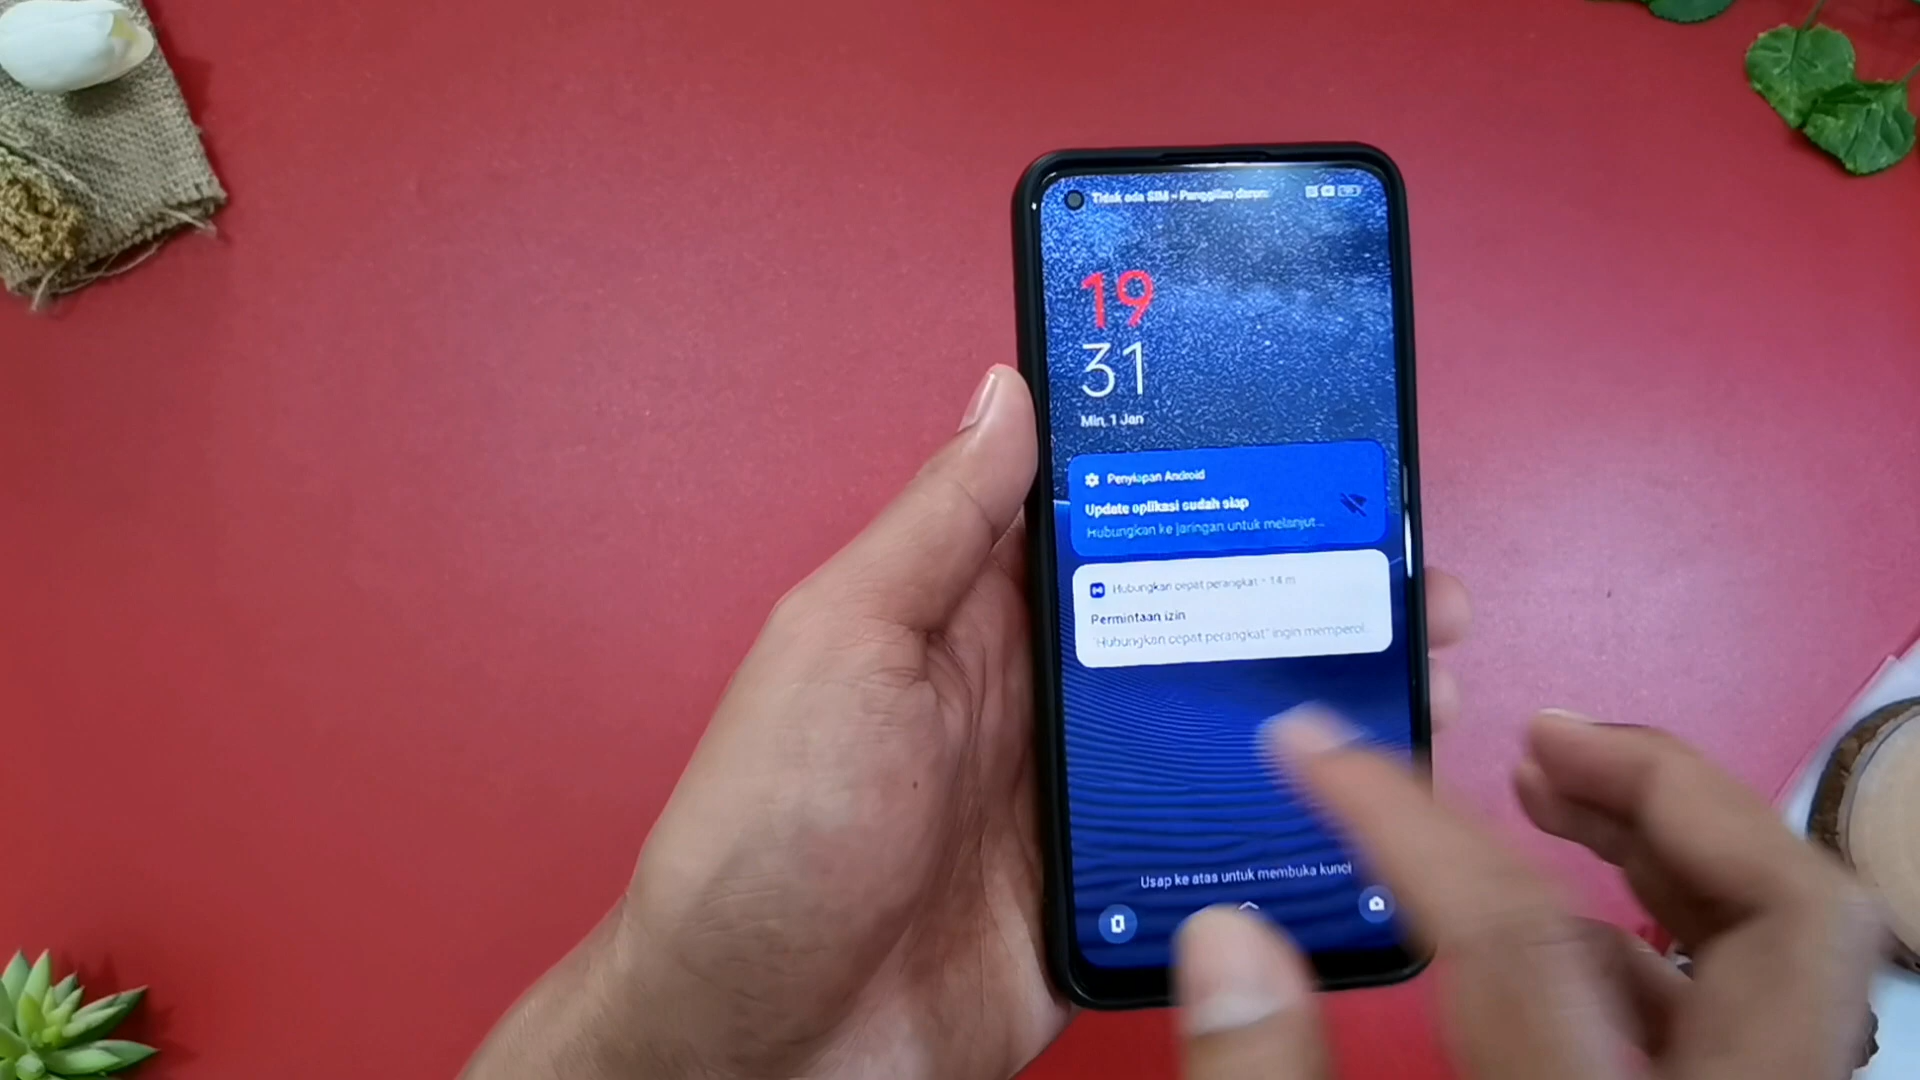 Tidak ada SIM - Panggilan darur
19
31
Min, 1 Jan
Penyiapan Android
Update aplikasi sudah siap
Hubungkan ke jaringan untuk melanjut...
Hubungkan cepat perangkat • 14 m
Permintaan izin
"Hubungkan cepat perangkat" ingin memperol...
Usap ke atas untuk membuka kunci